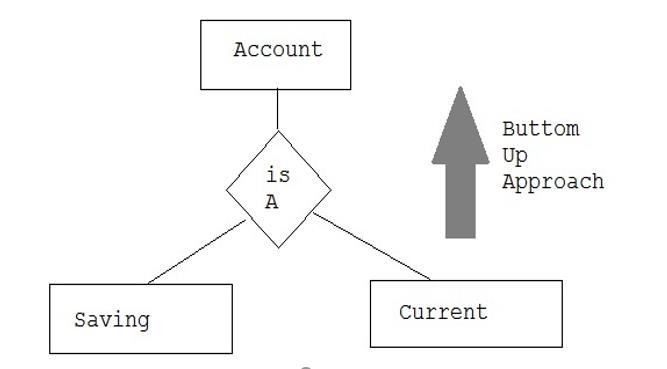 Account
is
A
Buttom
Up
Approach
Saving
Current